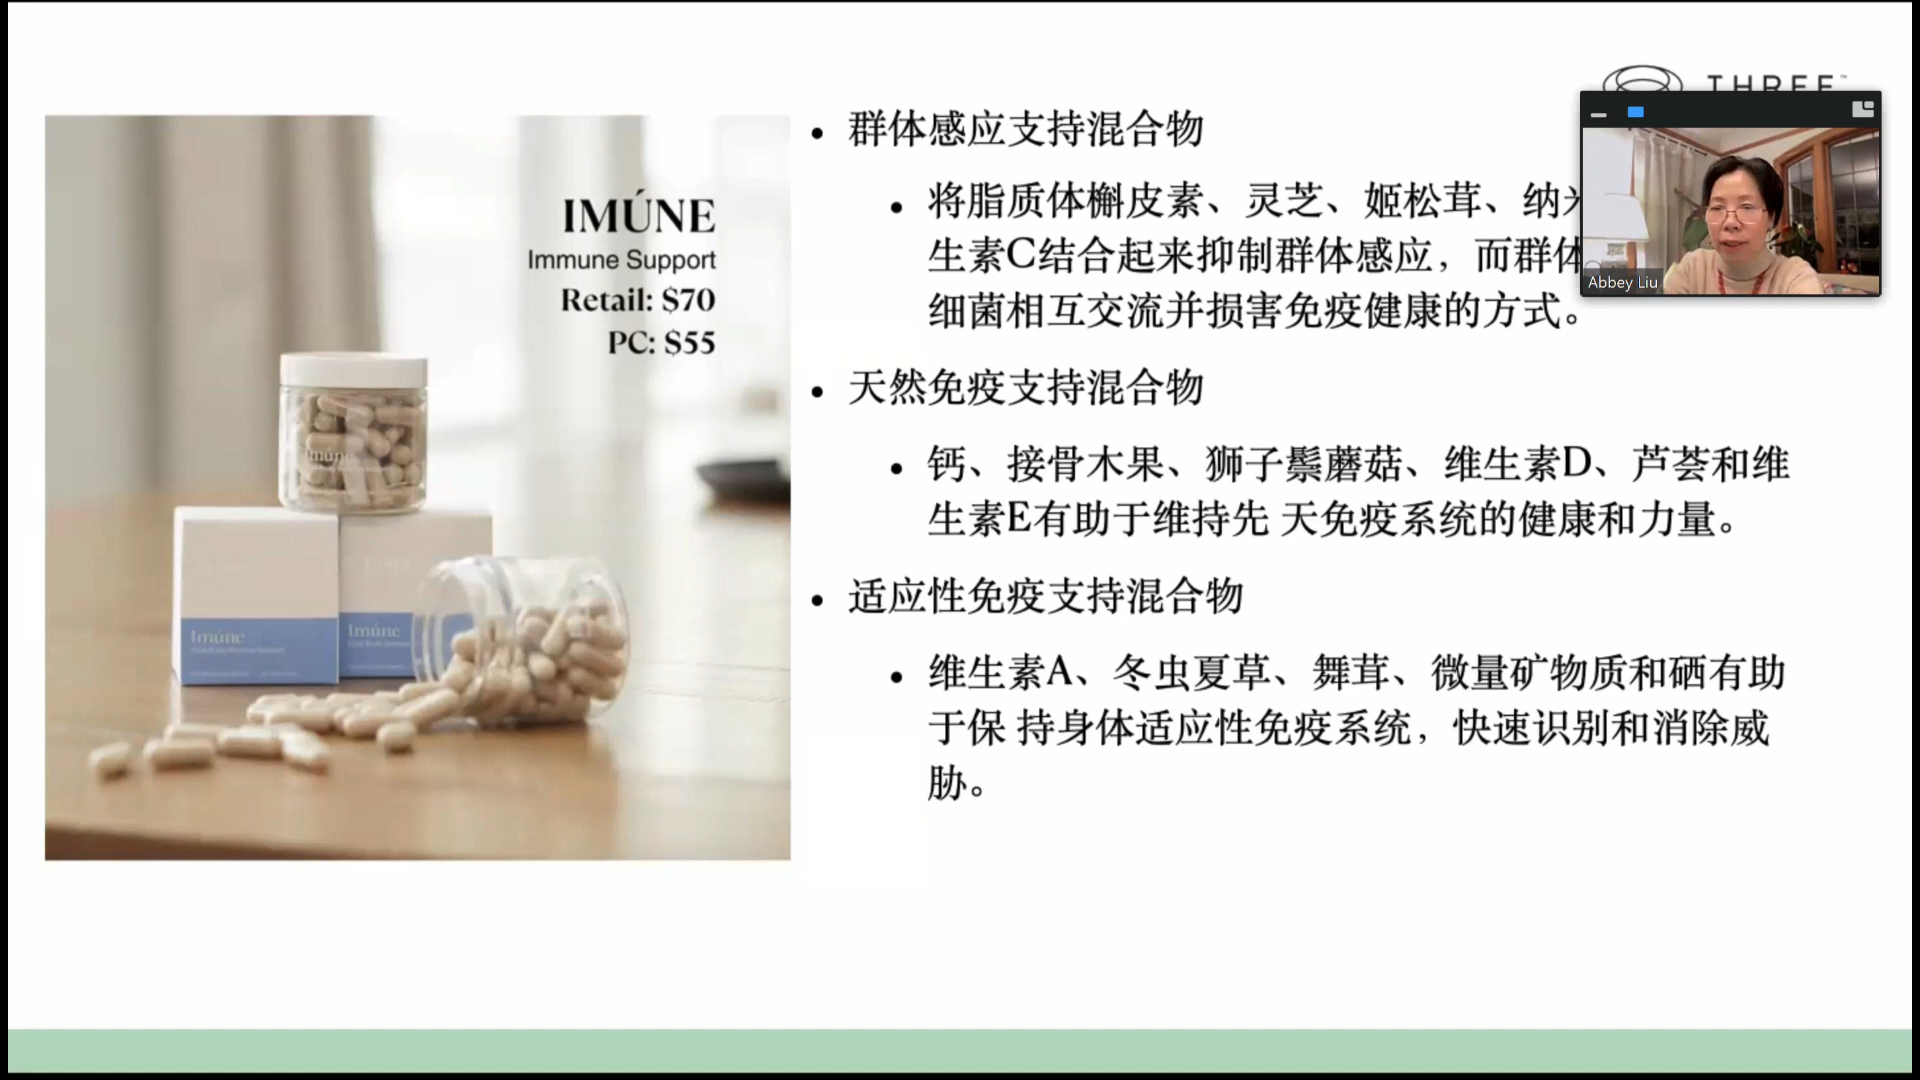 THREE
IMÚNE
Immune Support
Retail: $70
PC: $55
imúne
Imúne
Imúne
• 群体感应支持混合物
• 将脂质体槲皮素、灵芝、姬松茸、纳
生素C结合起来抑制群体感应，而群体
细菌相互交流并损害免疫健康的方式。
• 天然免疫支持混合物
• 钙、接骨木果、狮子鬃蘑菇、维生素D、芦荟和维
生素E有助于维持先 天免疫系统的健康和力量。
• 适应性免疫支持混合物
• 维生素A、冬虫夏草、舞茸、微量矿物质和硒有助
于保 持身体适应性免疫系统，快速识别和消除威
胁。
Abbey Liu